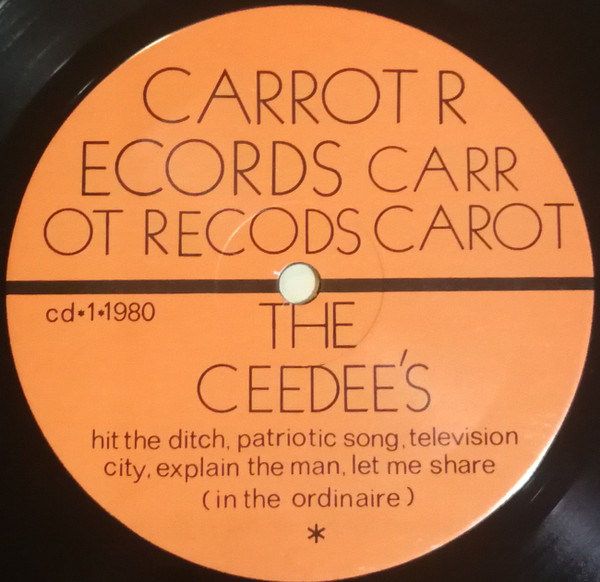 CARROT R
ECORDS CARR
OT RECODS CAROT
cd•1•1980
THE
CEEDEE'S
hit the ditch, patriotic song, television
city, explain the man, let me share
(in the ordinaire)
*